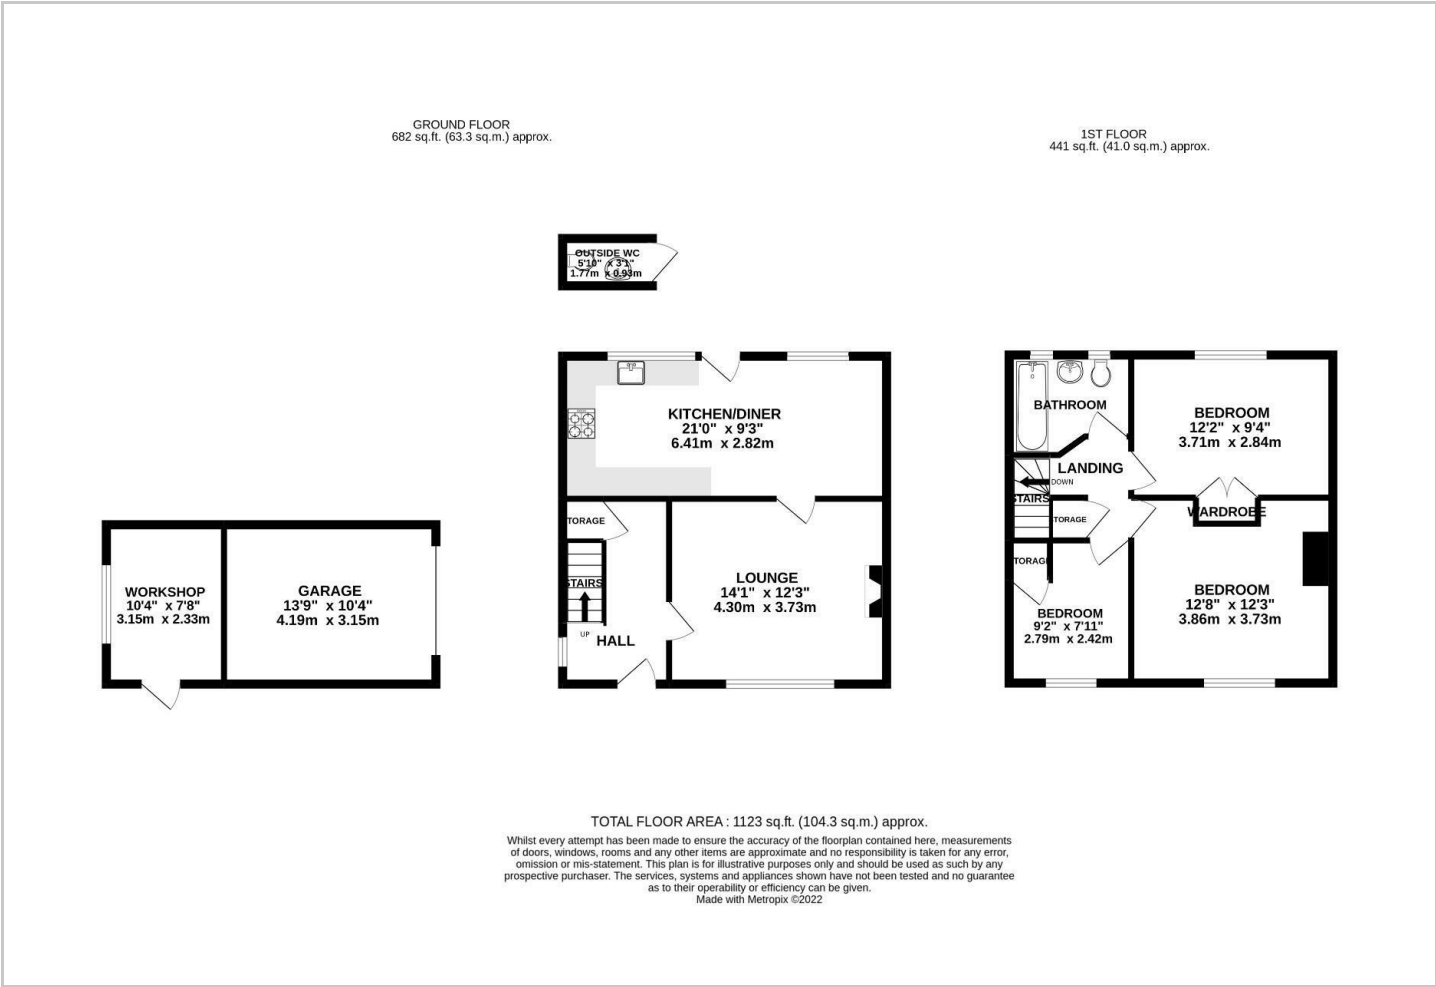 GROUND FLOOR
682 sq.ft. (63.3 sq.m.) approx.
1ST FLOOR
441 sq.ft. (41.0 sq.m.) approx.
OUTSIDE WC
5'10" x 3'1"
1.77m x 0.93m
KITCHEN/DINER
21'0" x 9'3"
6.41m x 2.82m
TORAGE
STAIRS
UP
HALL
LOUNGE
14'1" x 12'3"
4.30m x 3.73m
WORKSHOP
10'4" x 7'8"
3.15m x 2.33m
GARAGE
13'9" x 10'4"
4.19m x 3.15m
BATHROOM
BEDROOM
12'2" x 9'4"
3.71m x 2.84m
LANDING
DOWN
STAIRS
TORAGE
WARDROBE
TORAGE
BEDROOM
9'2" x 7'11"
2.79m x 2.42m
BEDROOM
12'8" x 12'3"
3.86m x 3.73m
TOTAL FLOOR AREA : 1123 sq.ft. (104.3 sq.m.) approx.
Whilst every attempt has been made to ensure the accuracy of the floorplan contained here, measurements
of doors, windows, rooms and any other items are approximate and no responsibility is taken for any error,
omission or mis-statement. This plan is for illustrative purposes only and should be used as such by any
prospective purchaser. The services, systems and appliances shown have not been tested and no guarantee
as to their operability or efficiency can be given.
Made with Metropix ©2022